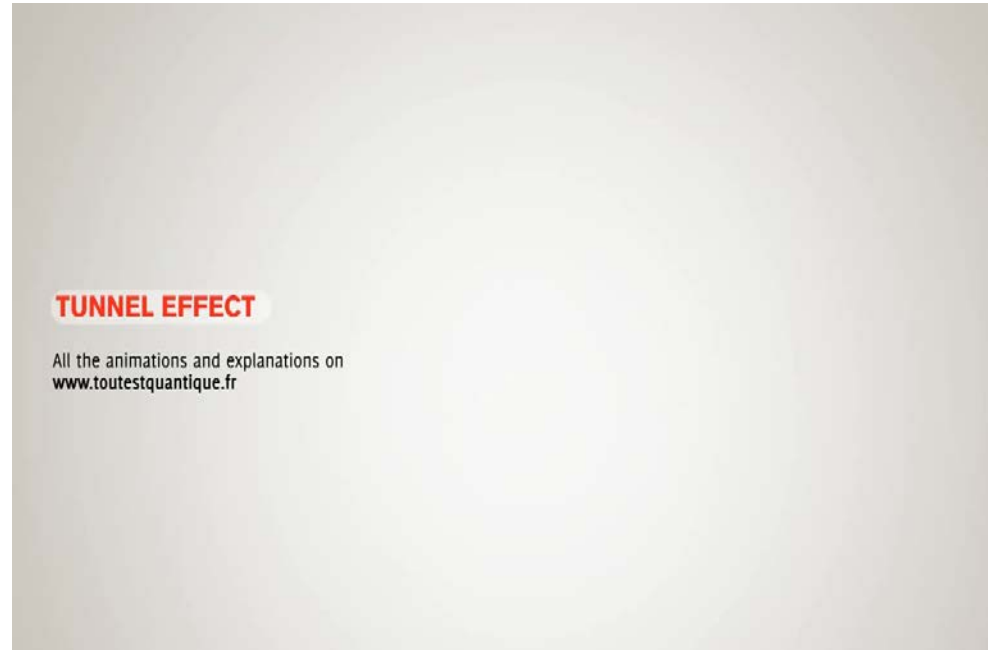 TUNNEL EFFECT
All the animations and explanations on
www.toutestquantique.fr